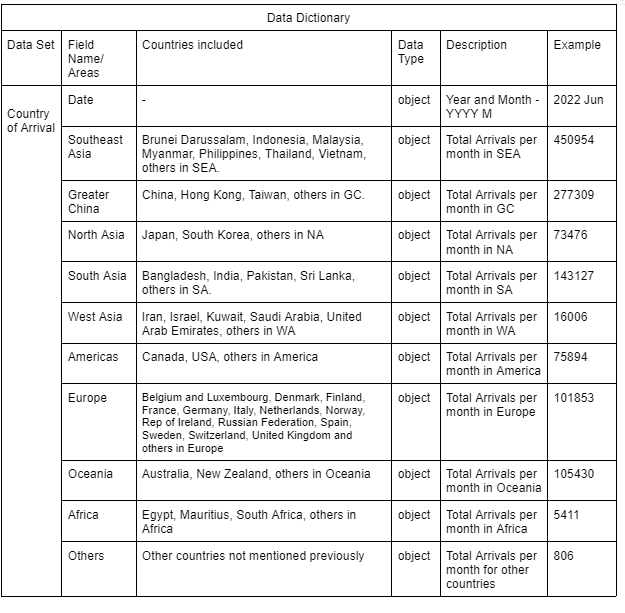 Data Dictionary
Data Set
Field
Name/
Areas
Countries included
Data
Type
Description
Example
Country
of Arrival
Date
-
object
Year and Month -
YYYY M
2022 Jun
Southeast
Asia
Brunei Darussalam, Indonesia, Malaysia,
Myanmar, Philippines, Thailand, Vietnam,
others in SEA.
object
Total Arrivals per
month in SEA
450954
Greater
China
China, Hong Kong, Taiwan, others in GC.
object
Total Arrivals per
month in GC
277309
North Asia
Japan, South Korea, others in NA
object
Total Arrivals per
month in NA
73476
South Asia
Bangladesh, India, Pakistan, Sri Lanka,
others in SA.
object
Total Arrivals per
month in SA
143127
West Asia
Iran, Israel, Kuwait, Saudi Arabia, United
Arab Emirates, others in WA
object
Total Arrivals per
month in WA
16006
Americas
Canada, USA, others in America
object
Total Arrivals per
month in America
75894
Europe
Belgium and Luxembourg, Denmark, Finland,
France, Germany, Italy, Netherlands, Norway,
Rep of Ireland, Russian Federation, Spain,
Sweden, Switzerland, United Kingdom and
others in Europe
object
Total Arrivals per
month in Europe
101853
Oceania
Australia, New Zealand, others in Oceania
object
Total Arrivals per
month in Oceania
105430
Africa
Egypt, Mauritius, South Africa, others in
Africa
object
Total Arrivals per
month in Africa
5411
Others
Other countries not mentioned previously
object
Total Arrivals per
month for other
countries
806